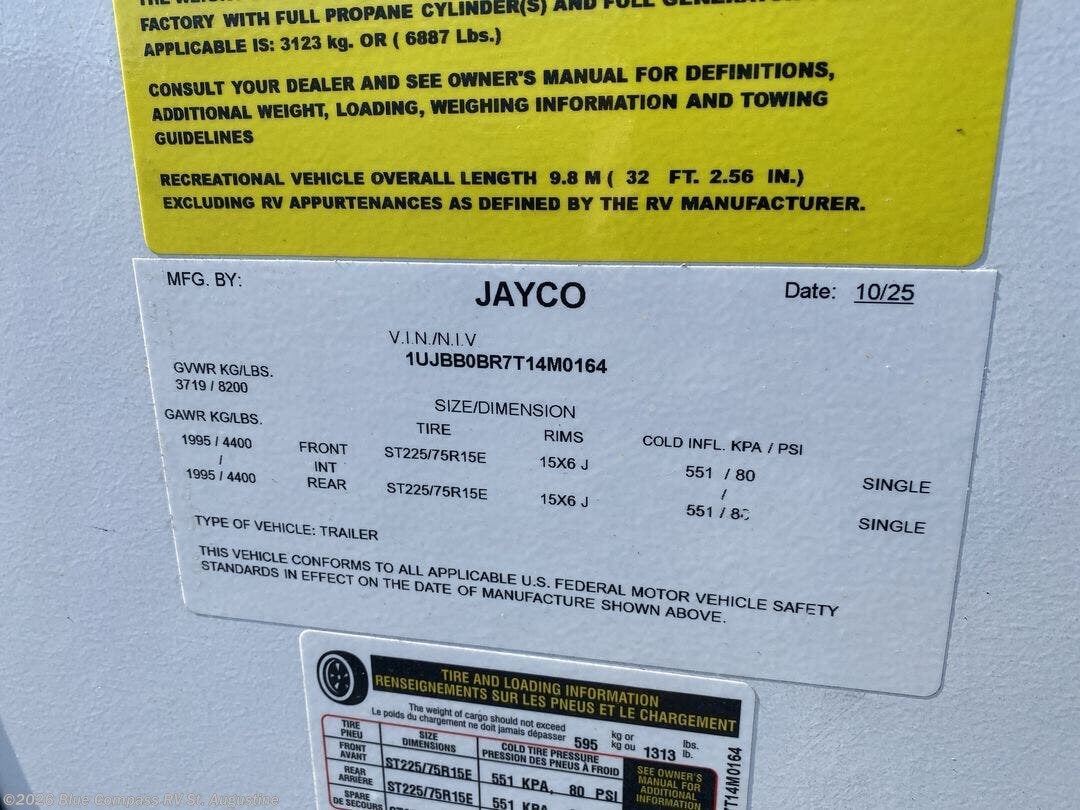 FACTORY WITH FULL PROPANE CYLINDER(S) AND FULL
APPLICABLE IS: 3123 kg. OR ( 6887 Lbs.)
CONSULT YOUR DEALER AND SEE OWNER'S MANUAL FOR DEFINITIONS,
ADDITIONAL WEIGHT, LOADING, WEIGHING INFORMATION AND TOWING
GUIDELINES
RECREATIONAL VEHICLE OVERALL LENGTH 9.8 M ( 32 FT. 2.56 IN.)
EXCLUDING RV APPURTENANCES AS DEFINED BY THE RV MANUFACTURER.
MFG. BY:
JAYCO
Date: 10/25
V.I.N./N.I.V
1UJBB0BR7T14M0164
GVWR KG/LBS.
3719 / 8200
SIZE/DIMENSION
GAWR KG/LBS.
TIRE
RIMS
COLD INFL. KPA / PSI
1995 / 4400
FRONT
ST225/75R15E
15X6 J
551 / 80
SINGLE
/
INT
/
1995 / 4400
REAR
ST225/75R15E
15X6 J
551 /
SINGLE
TYPE OF VEHICLE: TRAILER
THIS VEHICLE CONFORMS TO ALL APPLICABLE U.S. FEDERAL MOTOR VEHICLE SAFETY
STANDARDS IN EFFECT ON THE DATE OF MANUFACTURE SHOWN ABOVE.
TIRE AND LOADING INFORMATION
RENSEIGNEMENTS SUR LES PNEUS ET LE CHARGEMENT
The weight of cargo should not exceed
Le poids du chargement ne doit jamais dépasser
595
kg or
kg ou
1313
lbs.
lb.
TIRE
PNEU
SIZE
DIMENSIONS
COLD TIRE PRESSURE
PRESSION DES PNEUS À FROID
SEE OWNER'S
MANUAL FOR
ADDITIONAL
INFORMATION
FRONT
AVANT
ST225/75R15E
551 KPA, 80 PSI
REAR
ARRIÈRE
ST225/75R15E
551 KPA
SPARE
DE SECOURS
T14M0164
©2025 Blue Compass RV St. Augustine